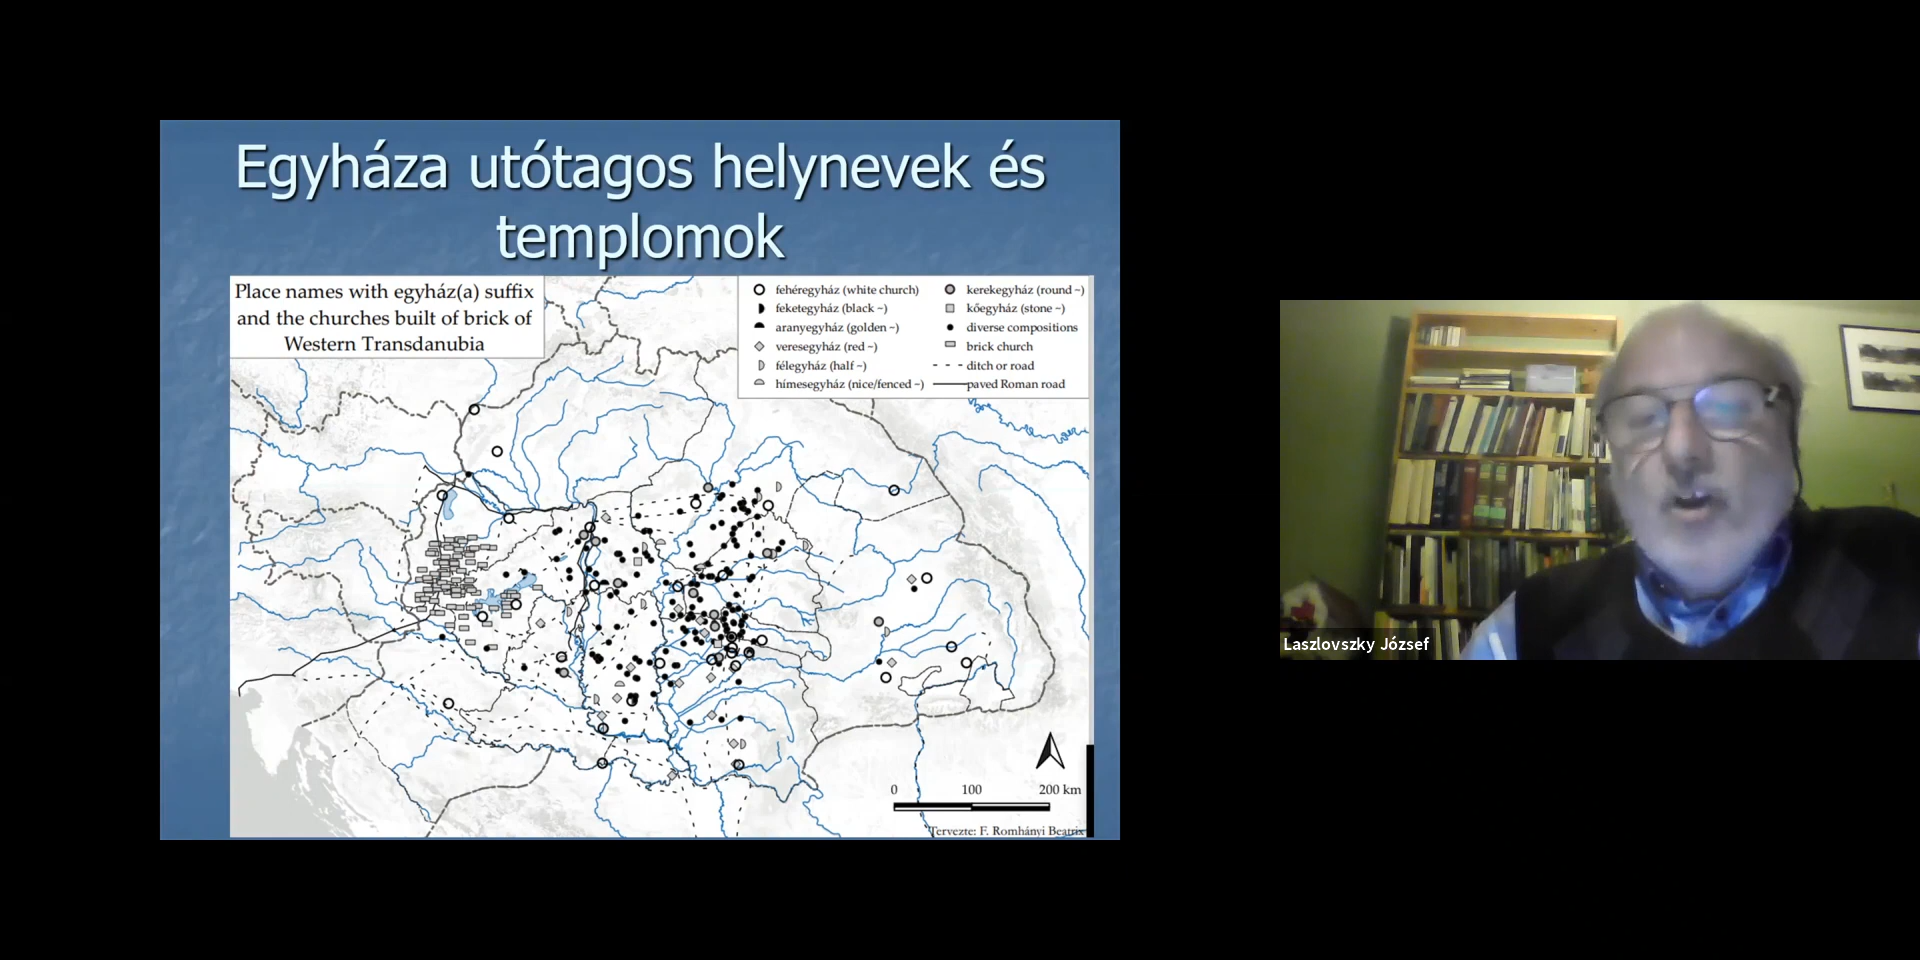 Egyháza utótagos helynevek és
templomok
Place names with egyház(a) suffix
and the churches built of brick of
Western Transdanubia
fehéregyház (white church)
feketegyház (black ~)
aranyegyház (golden ~)
veresegyház (red ~)
félegyház (half ~)
hímesegyház (nice/fenced ~)
kerekegyház (round ~)
kőegyház (stone ~)
diverse compositions
brick church
ditch or road
paved Roman road
0 100 200 km
Tervezte: F. Romhányi Beatrix
Laszlovszky József